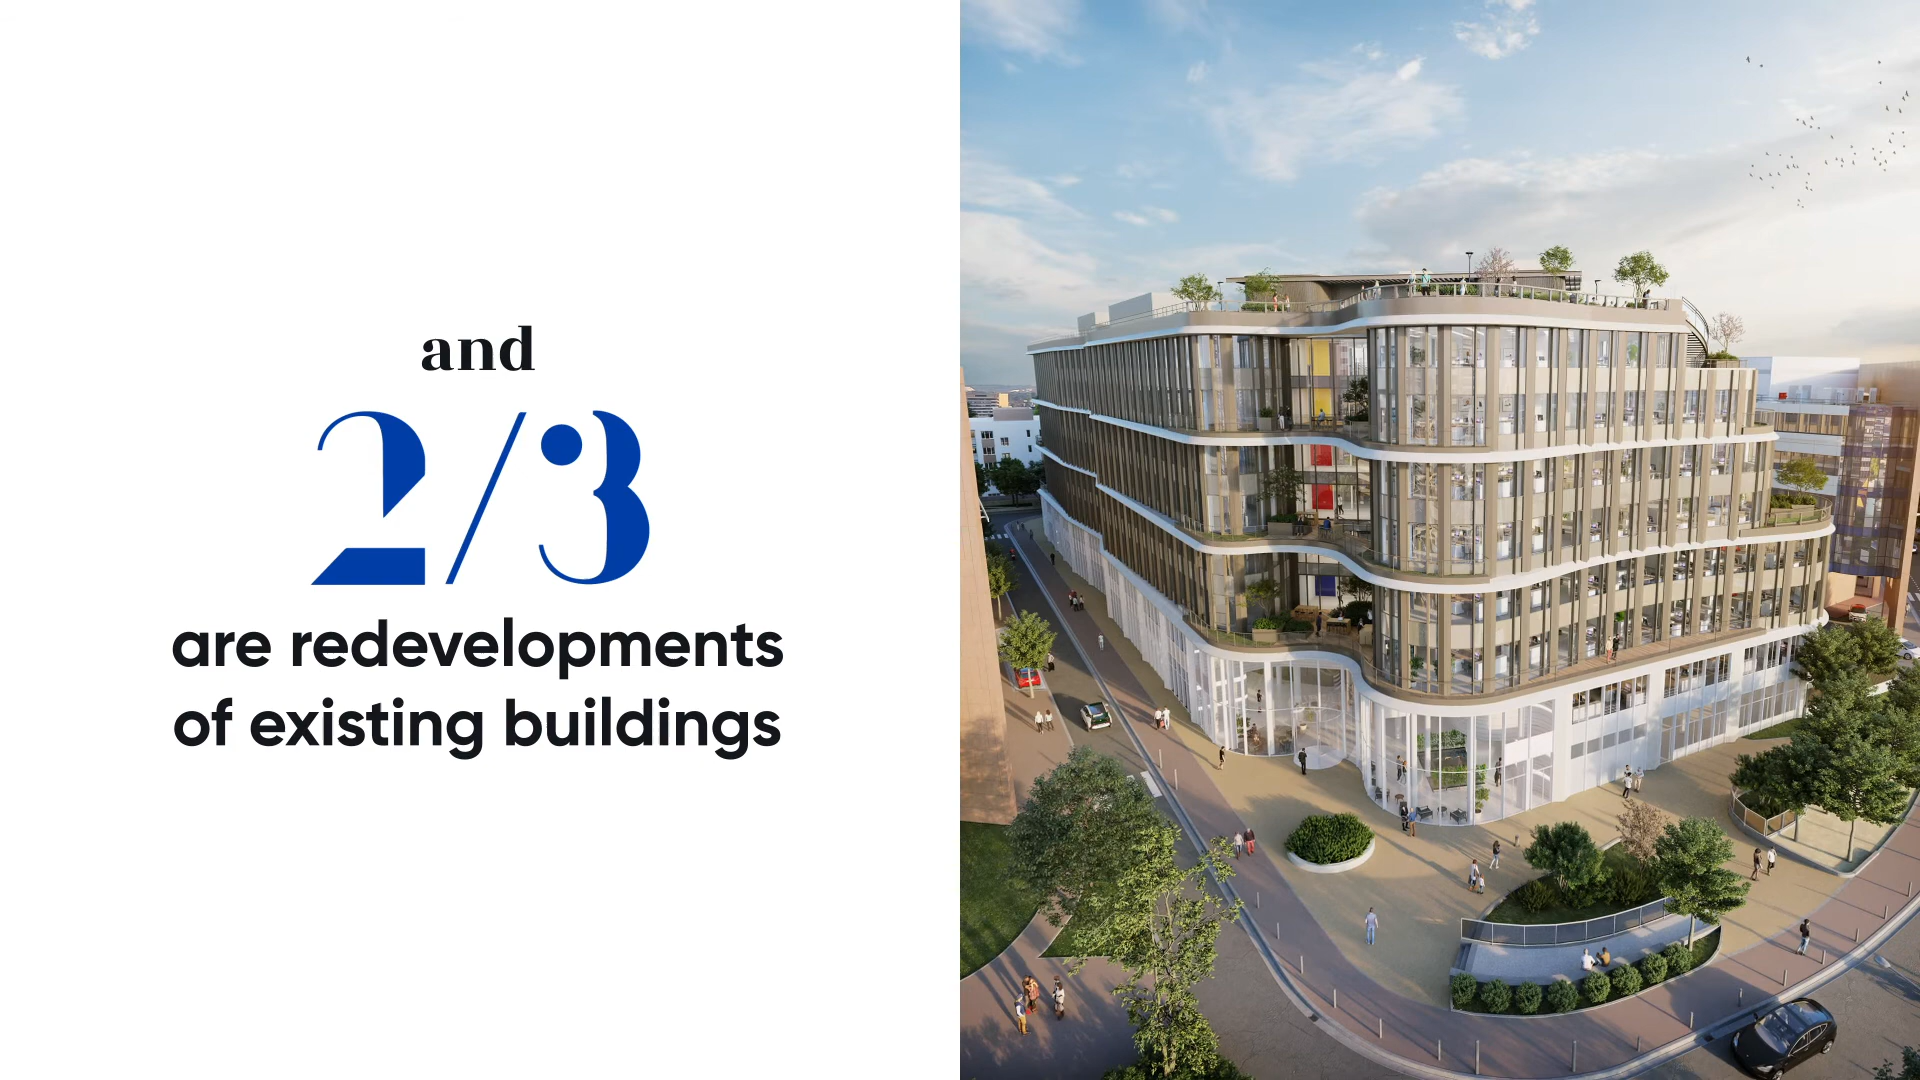 and
2/3
are redevelopments
of existing buildings